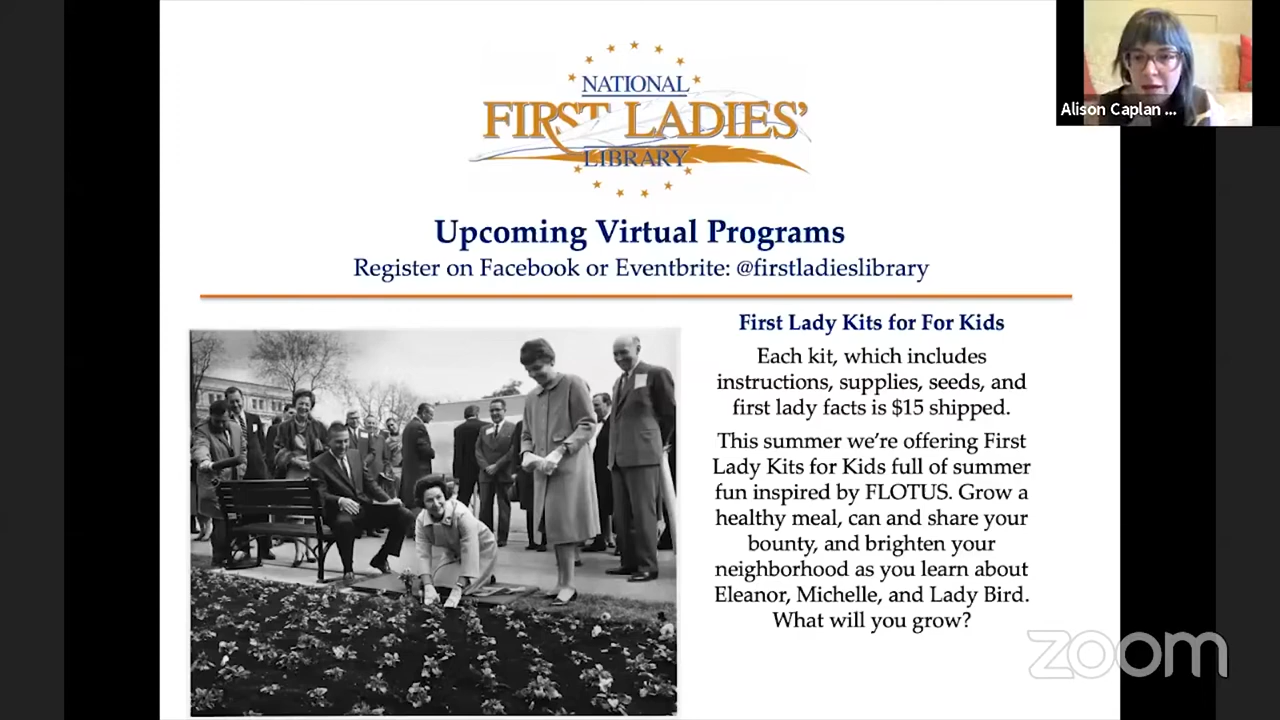 NATIONAL
FIRST LADIES'
LIBRARY
Alison Caplan ...
Upcoming Virtual Programs
Register on Facebook or Eventbrite: @firstladieslibrary
First Lady Kits for For Kids
Each kit, which includes
instructions, supplies, seeds, and
first lady facts is $15 shipped.
This summer we're offering First
Lady Kits for Kids full of summer
fun inspired by FLOTUS. Grow a
healthy meal, can and share your
bounty, and brighten your
neighborhood as you learn about
Eleanor, Michelle, and Lady Bird.
What will you grow?
zoom